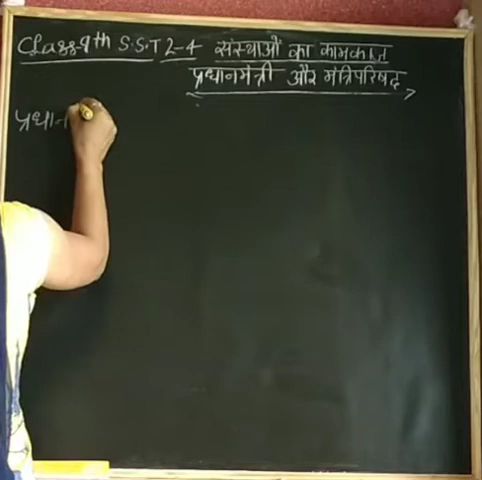 Class 9th S.S.T 2-4 संस्थाओं का कामकाज
प्रधानमंत्री और मंत्रिपरिषद
प्रधान